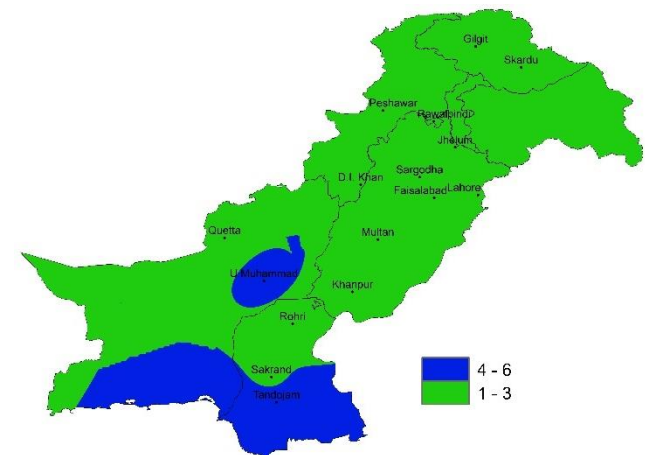 Gilgit
Skardu
Peshawar
Rawalpindi
Jhelum
Sargodha
D.I. Khan
Faisalabad
Lahore
Quetta
Multan
U Muhammad
Khanpur
Rohri
Sakrand
Tandojam
4 - 6
1 - 3